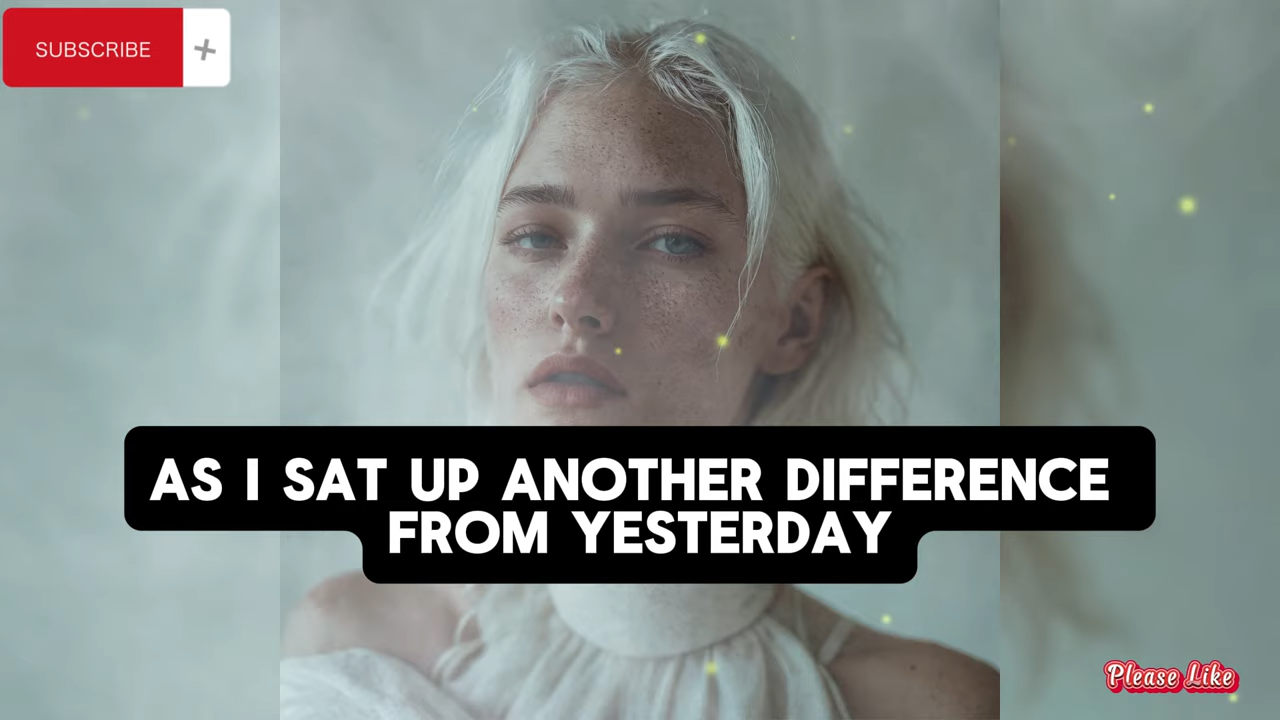 SUBSCRIBE
AS I SAT UP ANOTHER DIFFERENCE
FROM YESTERDAY
Please Like